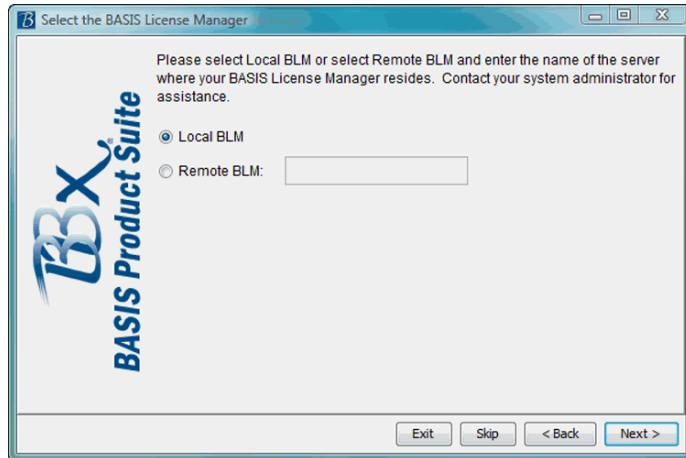 Select the BASIS License Manager
Please select Local BLM or select Remote BLM and enter the name of the server
where your BASIS License Manager resides. Contact your system administrator for
assistance.
Local BLM
Remote BLM:
BBx®
BASIS Product Suite
Exit
Skip
< Back
Next >